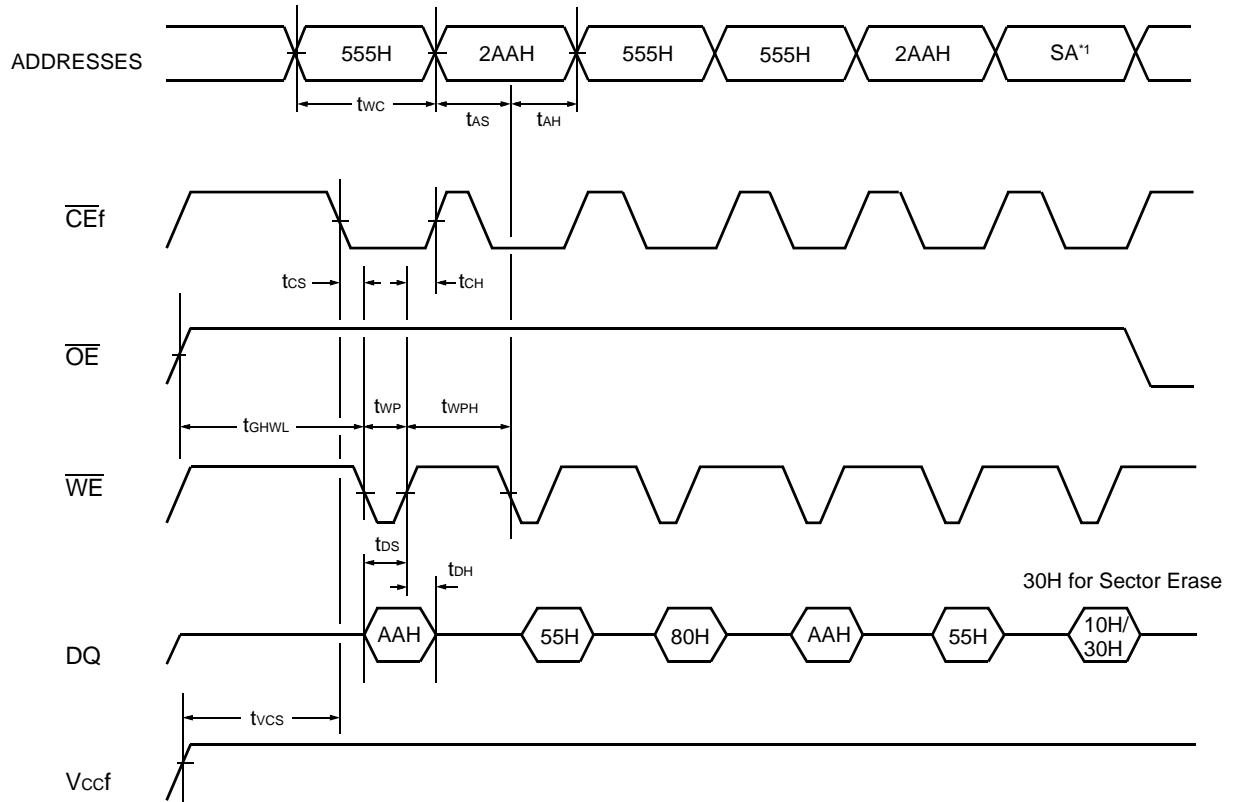 ADDRESSES
555H
2AAH
555H
555H
2AAH
SA*1
tWC
tAS
tAH
CEf
tCS
tCH
OE
tWP
tWPH
tGHWL
WE
tDS
tDH
30H for Sector Erase
DQ
AAH
55H
80H
AAH
55H
10H/
30H
tVCS
VCCf